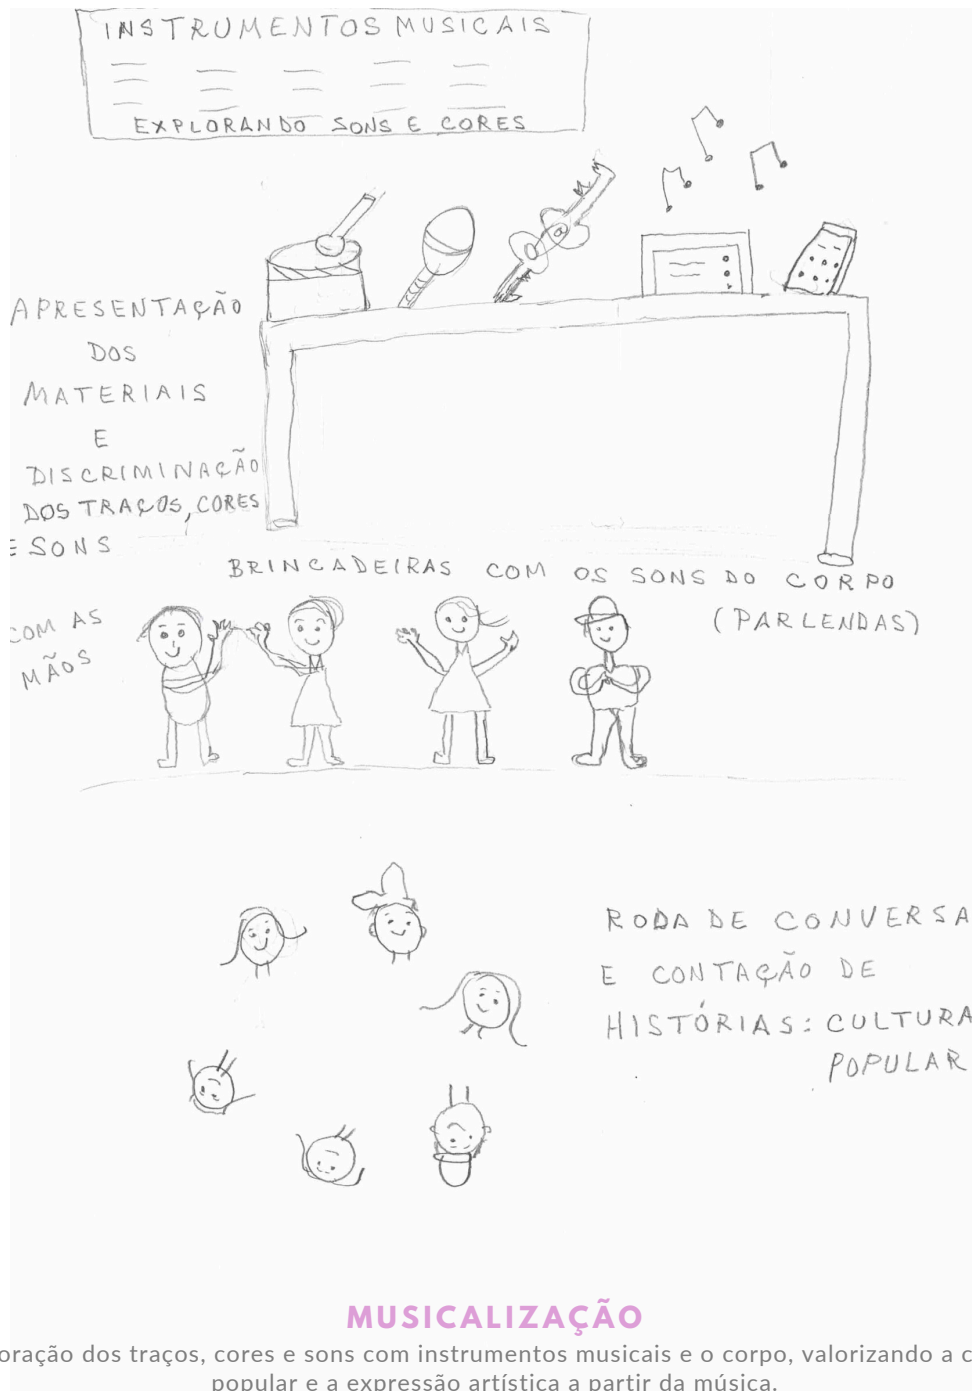 INSTRUMENTOS MUSICAIS
EXPLORANDO SONS E CORES
APRESENTAÇÃO
DOS
MATERIAIS
E
DISCRIMINAÇÃO
DOS TRAÇOS, CORES
E SONS
BRINCADEIRAS COM OS SONS DO CORPO
(PARLENDAS)
COM AS
MÃOS
RODA DE CONVERSA
E CONTAÇÃO DE
HISTÓRIAS: CULTURA
POPULAR
MUSICALIZAÇÃO
oração dos traços, cores e sons com instrumentos musicais e o corpo, valorizando a c
popular e a expressão artística a partir da música.